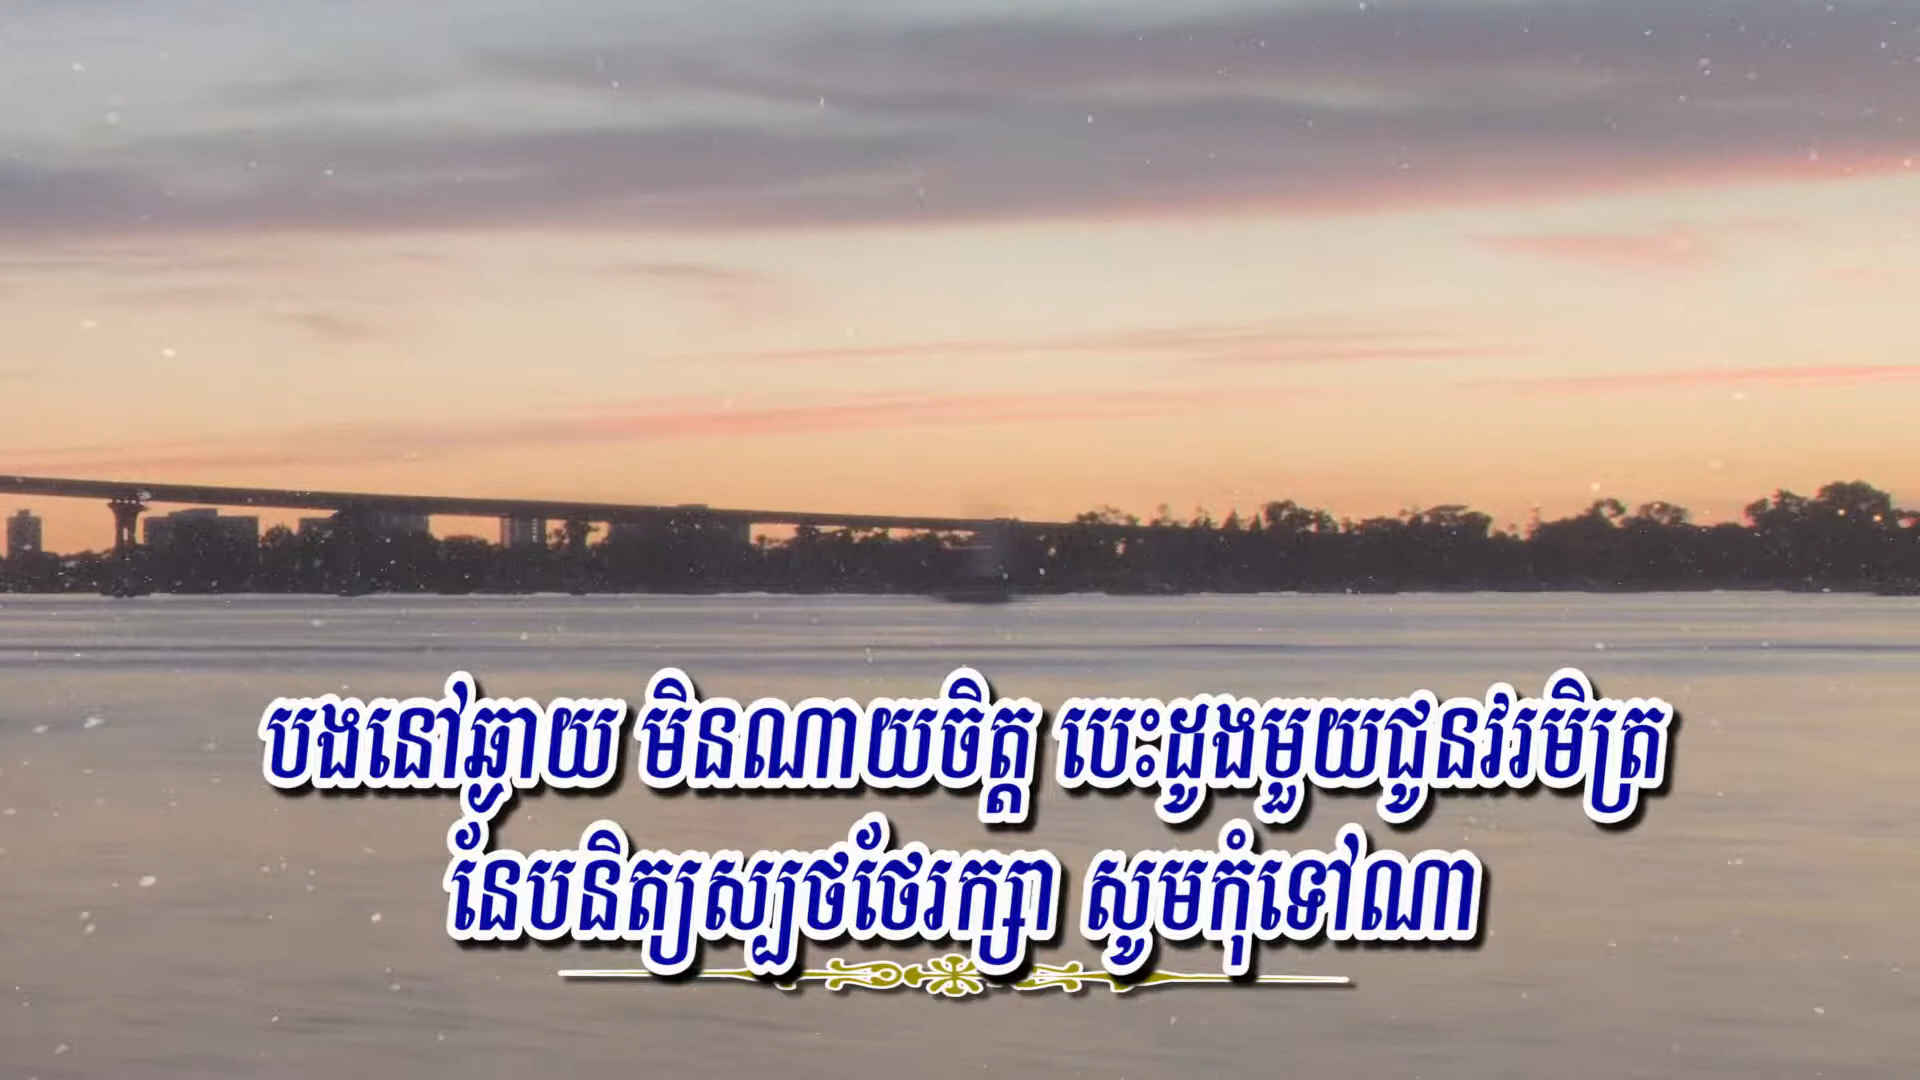 បងនៅឆ្ងាយ មិនណាយចិត្ត បេះដូងមួយជូនវរមិត្រ
នែបនិត្យស្បថថែរក្សា សូមកុំទៅណា